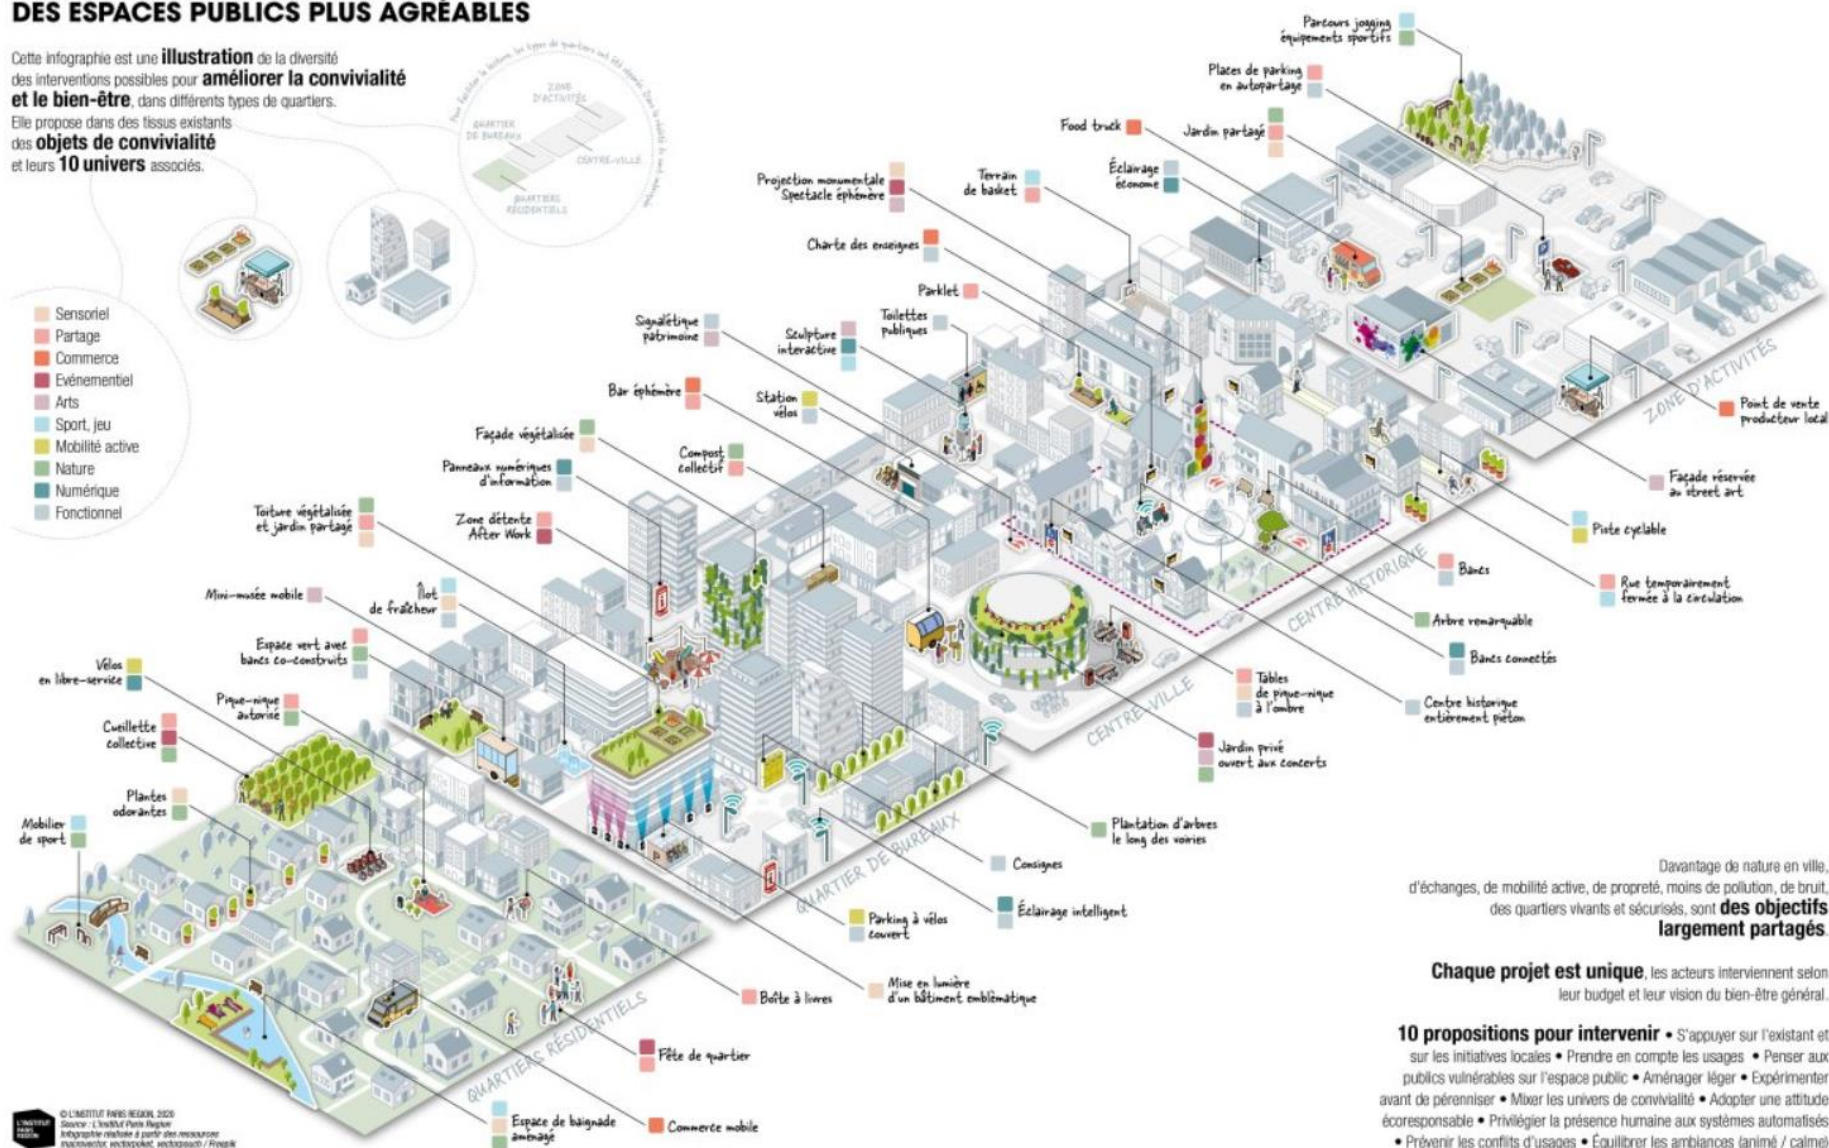 DES ESPACES PUBLICS PLUS AGRÉABLES
Cette infographie est une illustration de la diversité
des interventions possibles pour améliorer la convivialité
et le bien-être, dans différents types de quartiers.
Elle propose dans des tissus existants
des objets de convivialité
et leurs 10 univers associés.
ZONE
D'ACTIVITÉS
QUARTIER
DE BUREAUX
CENTRE-VILLE
QUARTIERS
RÉSIDENTIELS
Sensoriel
Partage
Commerce
Evénementiel
Arts
Sport, jeu
Mobilité active
Nature
Numérique
Fonctionnel
Parcours jogging
équipements sportifs
Places de parking
en autopartage
Food truck
Jardin partagé
Éclairage
économe
Terrain
de basket
Projection monumentale
Spectacle éphémère
Charte des enseignes
Parklet
Toilettes
publiques
Signalétique
patrimoine
Sculpture
interactive
Bar éphémère
Station
vélos
Façade végétalisée
Compost
collectif
Panneaux numériques
d'information
Zone détente
After Work
Toiture végétalisée
et jardin partagé
Mini-musée mobile
Îlot
de fraîcheur
Espace vert avec
bancs co-construits
Vélos
en libre-service
Pique-nique
autorisé
Cueillette
collective
Plantes
odorantes
Mobilier
de sport
ZONE D'ACTIVITÉS
Point de vente
producteur local
Façade réservée
au street art
Piste cyclable
Bancs
Rue temporairement
fermée à la circulation
CENTRE HISTORIQUE
Arbre remarquable
Bancs connectés
Tables
de pique-nique
à l'ombre
Centre historique
entièrement piéton
CENTRE-VILLE
Jardin privé
ouvert aux concerts
Plantation d'arbres
le long des voiries
Consignes
QUARTIER DE BUREAUX
Éclairage intelligent
Parking à vélos
couvert
Mise en lumière
d'un bâtiment emblématique
Boîte à livres
QUARTIERS RÉSIDENTIELS
Fête de quartier
Espace de baignade
aménagé
Commerce mobile
Davantage de nature en ville,
d'échanges, de mobilité active, de propreté, moins de pollution, de bruit,
des quartiers vivants et sécurisés, sont des objectifs
largement partagés.
Chaque projet est unique, les acteurs interviennent selon
leur budget et leur vision du bien-être général.
10 propositions pour intervenir • S'appuyer sur l'existant et
sur les initiatives locales • Prendre en compte les usages • Penser aux
publics vulnérables sur l'espace public • Aménager léger • Expérimenter
avant de pérenniser • Mixer les univers de convivialité • Adopter une attitude
écoresponsable • Privilégier la présence humaine aux systèmes automatisés
• Prévenir les conflits d'usages • Équilibrer les ambiances (animé / calme)
L'INSTITUT
PARIS
REGION
© L'INSTITUT PARIS REGION, 2020
Source : L'Institut Paris Region
Infographie réalisée à partir des ressources
macrovector, vectorpocket, vectorpouch / Freepik